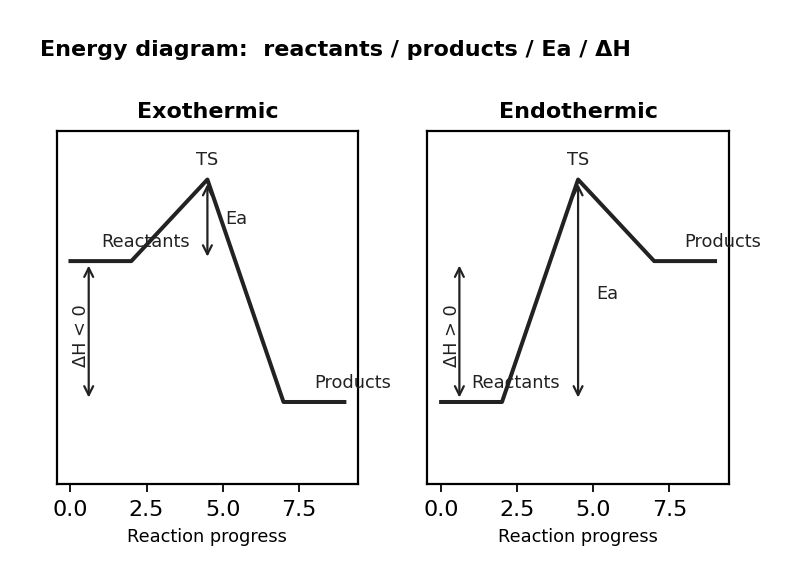 Energy diagram:  reactants / products / Ea / ΔH
Exothermic
TS
Ea
Reactants
ΔH < 0
Products
0.0 2.5 5.0 7.5
Reaction progress
Endothermic
TS
Products
Ea
ΔH > 0
Reactants
0.0 2.5 5.0 7.5
Reaction progress